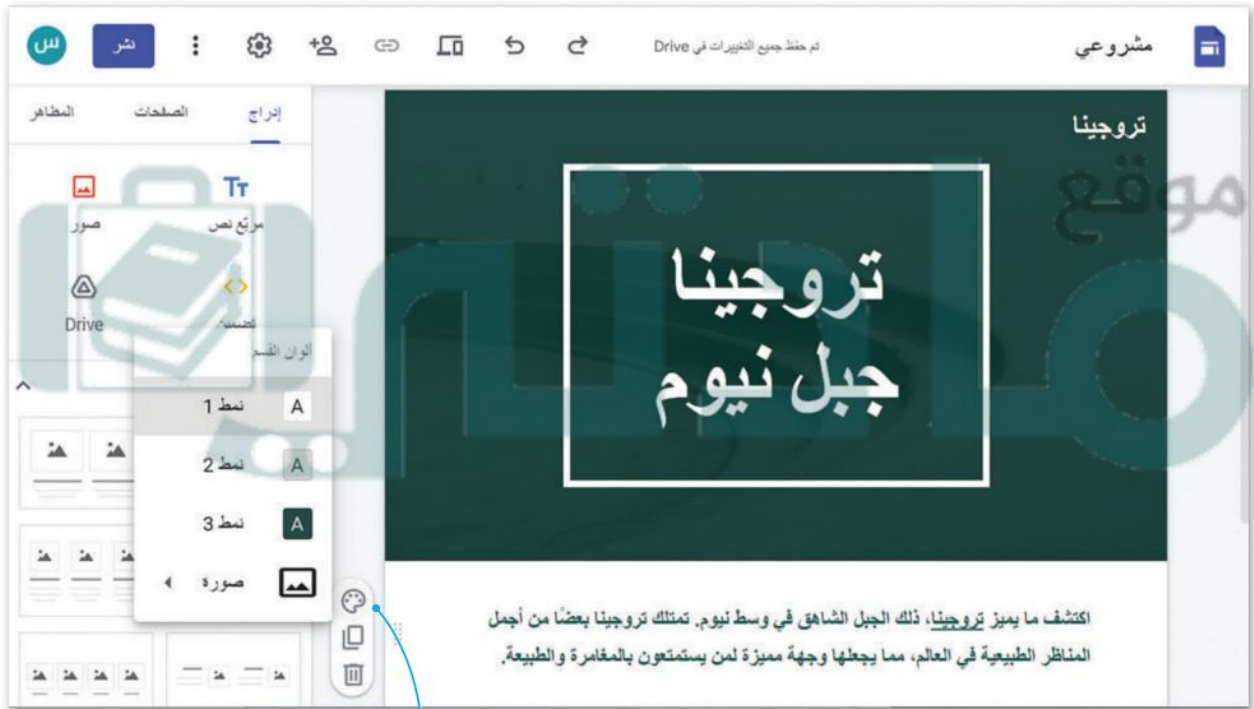 مشروعي
تم حفظ جميع التغييرات في Drive
نشر
س
إدراج
الصفحات
المظاهر
مربّع نص
صور
تضمين
Drive
ألوان القسم
A نمط 1
A نمط 2
A نمط 3
صورة
تروجينا
تروجينا
جبل نيوم
اكتشف ما يميز تروجينا، ذلك الجبل الشاهق في وسط نيوم. تمتلك تروجينا بعضًا من أجمل
المناظر الطبيعية في العالم، مما يجعلها وجهة مميزة لمن يستمتعون بالمغامرة والطبيعة.
موقع